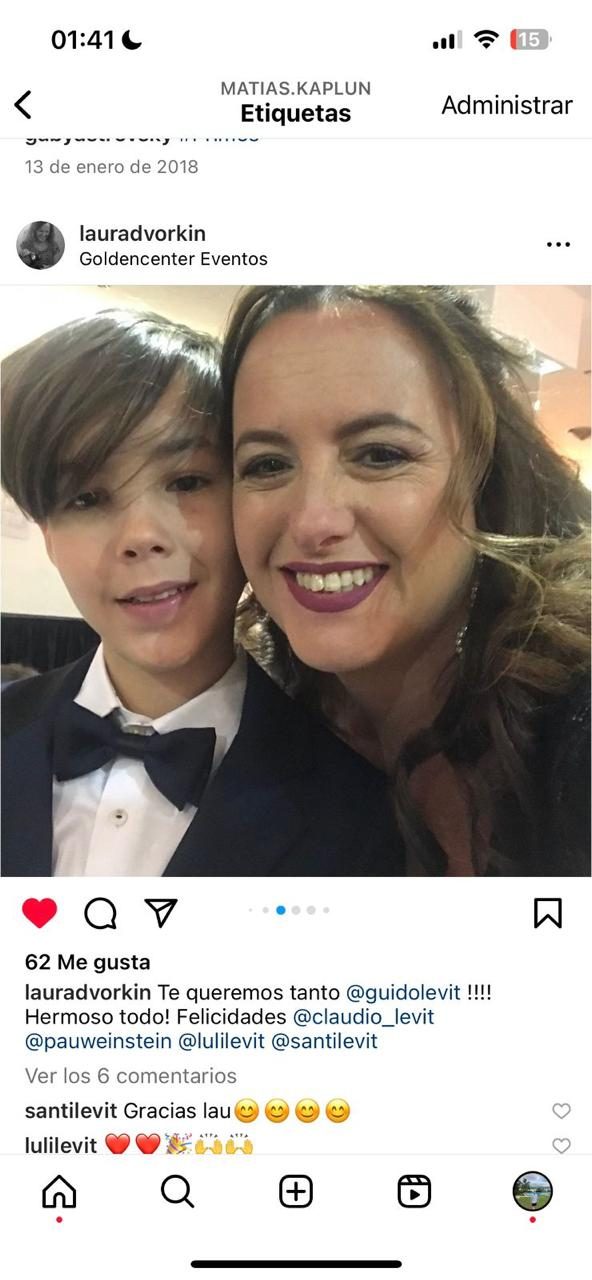 01:41
15
MATIAS.KAPLUN
Etiquetas
Administrar
13 de enero de 2018
lauradvorkin
Goldencenter Eventos
62 Me gusta
lauradvorkin Te queremos tanto @guidolevit !!!!
Hermoso todo! Felicidades @claudio_levit
@pauweinstein @lulilevit @santilevit
Ver los 6 comentarios
santilevit Gracias lau😊😊😊😊
lulilevit ❤️❤️🎉🙌🙌